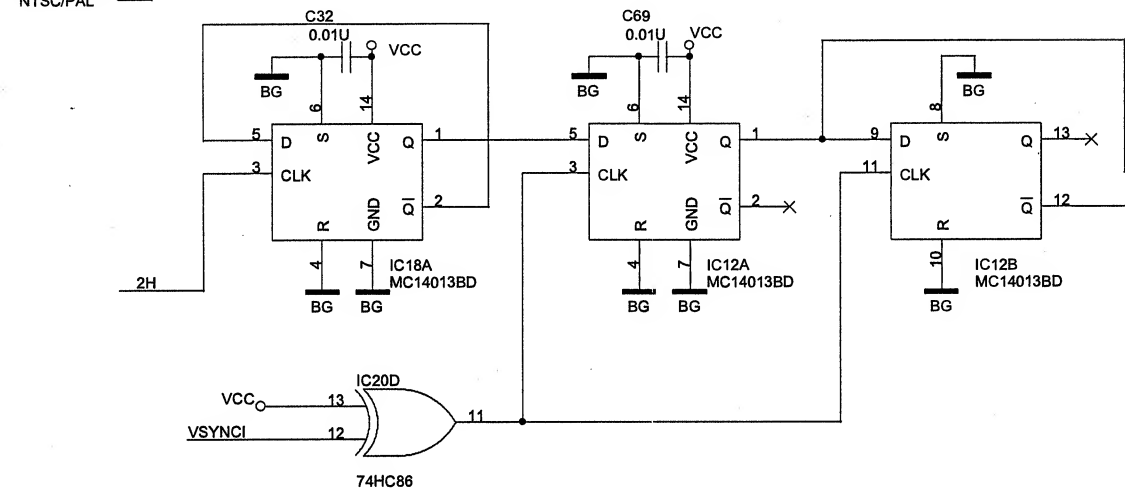 NTSC/PAL
C32
0.01U
VCC
BG
6
14
5
D
S
VCC
Q
1
3
CLK
R
GND
Q
2
4
7
BG
BG
IC18A
MC14013BD
C69
0.01U
VCC
BG
6
14
5
D
S
VCC
Q
1
3
CLK
R
GND
Q
2
4
7
BG
BG
IC12A
MC14013BD
BG
8
9
D
S
Q
13
11
CLK
R
Q
12
10
BG
IC12B
MC14013BD
2H
IC20D
VCC
13
VSYNCI
12
11
74HC86